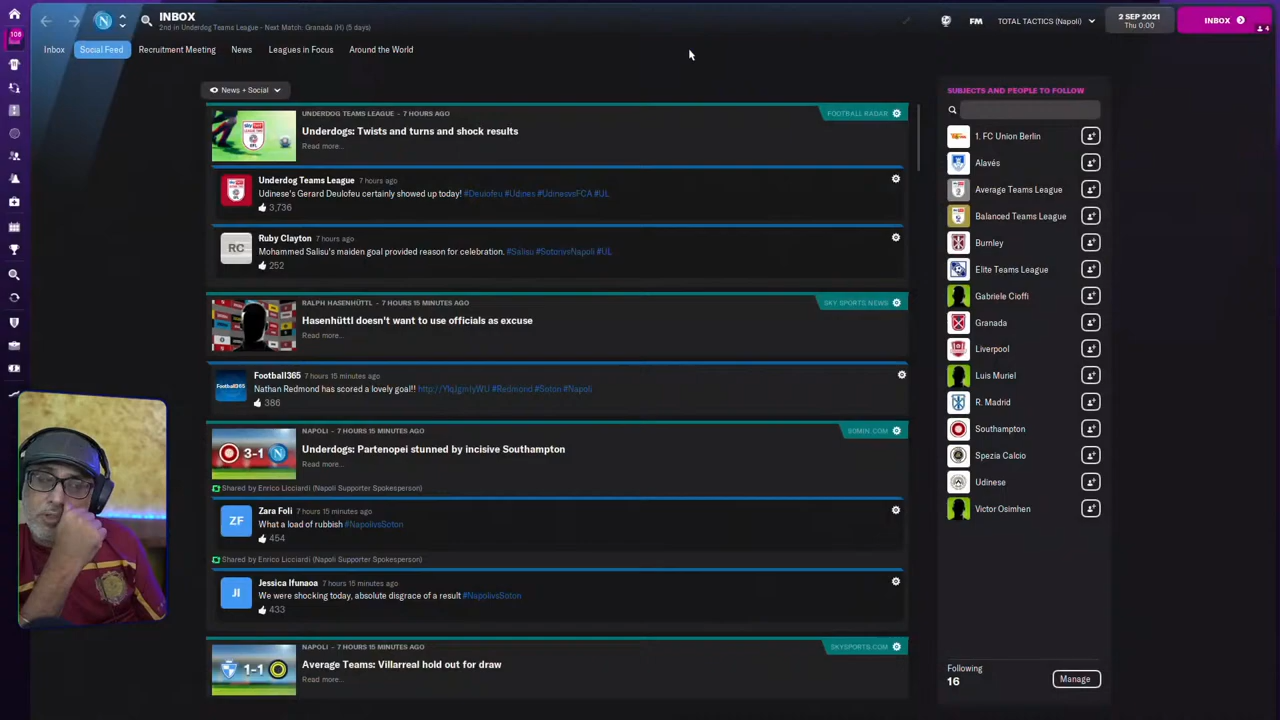 106
INBOX
2nd in Underdog Teams League - Next Match: Granada (H) (5 days)
FM
TOTAL TACTICS (Napoli)
2 SEP 2021
Thu 0:00
INBOX
4
Inbox
Social Feed
Recruitment Meeting
News
Leagues in Focus
Around the World
News + Social
UNDERDOG TEAMS LEAGUE - 7 HOURS AGO
FOOTBALL RADAR
Underdogs: Twists and turns and shock results
Read more...
Underdog Teams League 7 hours ago
Udinese's Gerard Deulofeu certainly showed up today! #Deulofeu #Udines #UdinesvsFCA #UL
3,736
RC
Ruby Clayton 7 hours ago
Mohammed Salisu's maiden goal provided reason for celebration. #Salisu #SotonvsNapoli #UL
252
RALPH HASENHÜTTL - 7 HOURS 15 MINUTES AGO
SKY SPORTS NEWS
Hasenhüttl doesn't want to use officials as excuse
Read more...
Football365
Football365 7 hours 15 minutes ago
Nathan Redmond has scored a lovely goal!! http://YkqJgmIyWU #Redmond #Soton #Napoli
386
NAPOLI - 7 HOURS 15 MINUTES AGO
90MIN.COM
3-1
Underdogs: Partenopei stunned by incisive Southampton
Read more...
Shared by Enrico Licciardi (Napoli Supporter Spokesperson)
ZF
Zara Foli 7 hours 15 minutes ago
What a load of rubbish #NapolivsSoton
454
Shared by Enrico Licciardi (Napoli Supporter Spokesperson)
JI
Jessica Ifunaoa 7 hours 15 minutes ago
We were shocking today, absolute disgrace of a result #NapolivsSoton
433
NAPOLI - 7 HOURS 15 MINUTES AGO
SKYSPORTS.COM
1-1
Average Teams: Villarreal hold out for draw
Read more...
SUBJECTS AND PEOPLE TO FOLLOW
1. FC Union Berlin
Alavés
Average Teams League
Balanced Teams League
Burnley
Elite Teams League
Gabriele Cioffi
Granada
Liverpool
Luis Muriel
R. Madrid
Southampton
Spezia Calcio
Udinese
Victor Osimhen
Following
16
Manage